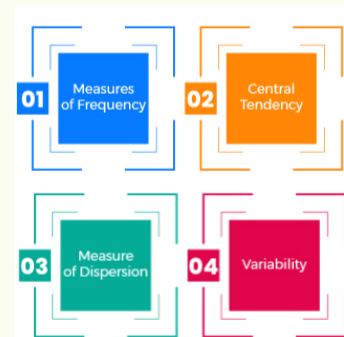 01
Measures
of Frequency
02
Central
Tendency
03
Measure
of Dispersion
04
Variability